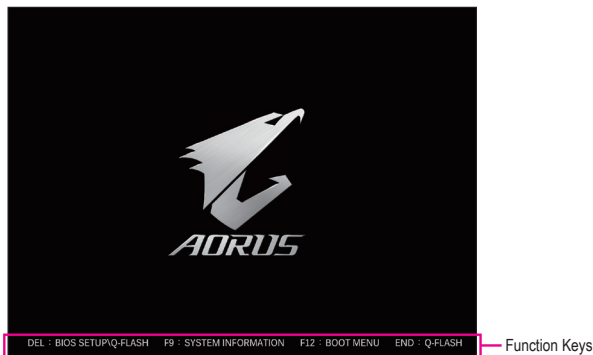 AORUS
DEL : BIOS SETUP\Q-FLASH F9 : SYSTEM INFORMATION F12 : BOOT MENU END : Q-FLASH
Function Keys